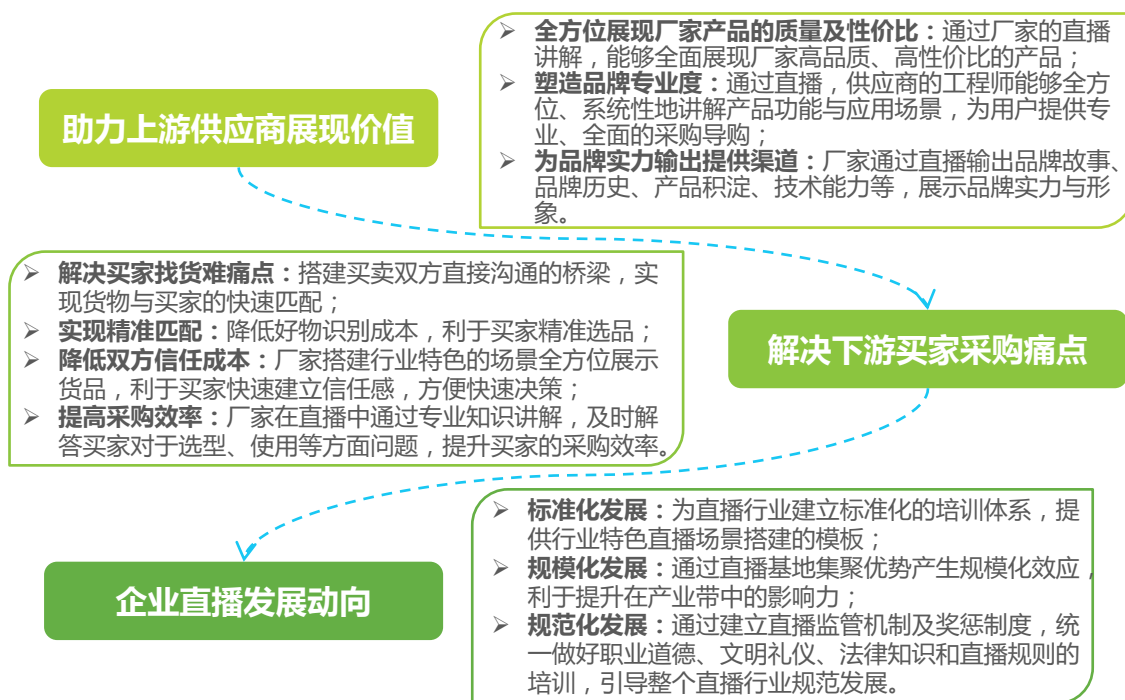 助力上游供应商展现价值
➢ 全方位展现厂家产品的质量及性价比：通过厂家的直播
讲解，能够全面展现厂家高品质、高性价比的产品；
➢ 塑造品牌专业度：通过直播，供应商的工程师能够全方
位、系统性地讲解产品功能与应用场景，为用户提供专
业、全面的采购导购；
➢ 为品牌实力输出提供渠道：厂家通过直播输出品牌故事、
品牌历史、产品积淀、技术能力等，展示品牌实力与形
象。
➢ 解决买家找货难痛点：搭建买卖双方直接沟通的桥梁，实
现货物与买家的快速匹配；
➢ 实现精准匹配：降低好物识别成本，利于买家精准选品；
➢ 降低双方信任成本：厂家搭建行业特色的场景全方位展示
货品，利于买家快速建立信任感，方便快速决策；
➢ 提高采购效率：厂家在直播中通过专业知识讲解，及时解
答买家对于选型、使用等方面问题，提升买家的采购效率。
解决下游买家采购痛点
企业直播发展动向
➢ 标准化发展：为直播行业建立标准化的培训体系，提
供行业特色直播场景搭建的模板；
➢ 规模化发展：通过直播基地集聚优势产生规模化效应，
利于提升在产业带中的影响力；
➢ 规范化发展：通过建立直播监管机制及奖惩制度，统
一做好职业道德、文明礼仪、法律知识和直播规则的
培训，引导整个直播行业规范发展。